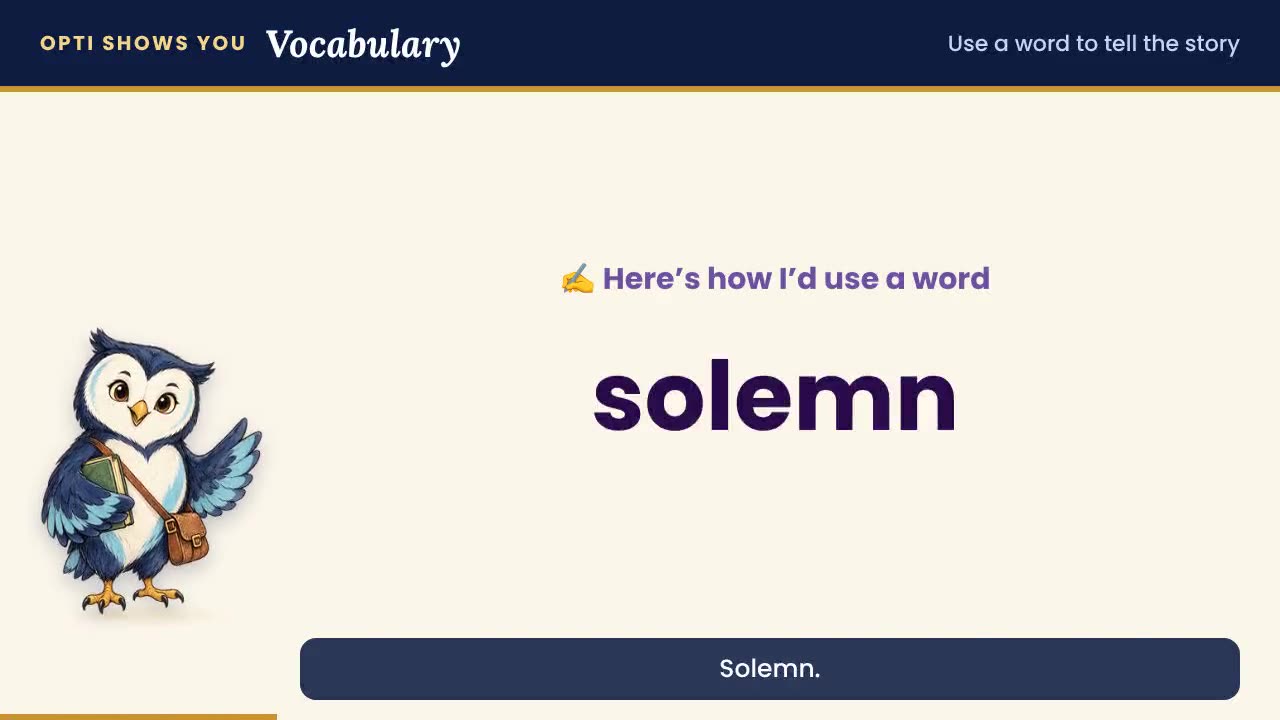 OPTI SHOWS YOU Vocabulary
Use a word to tell the story
✍️ Here’s how I’d use a word
solemn
Solemn.